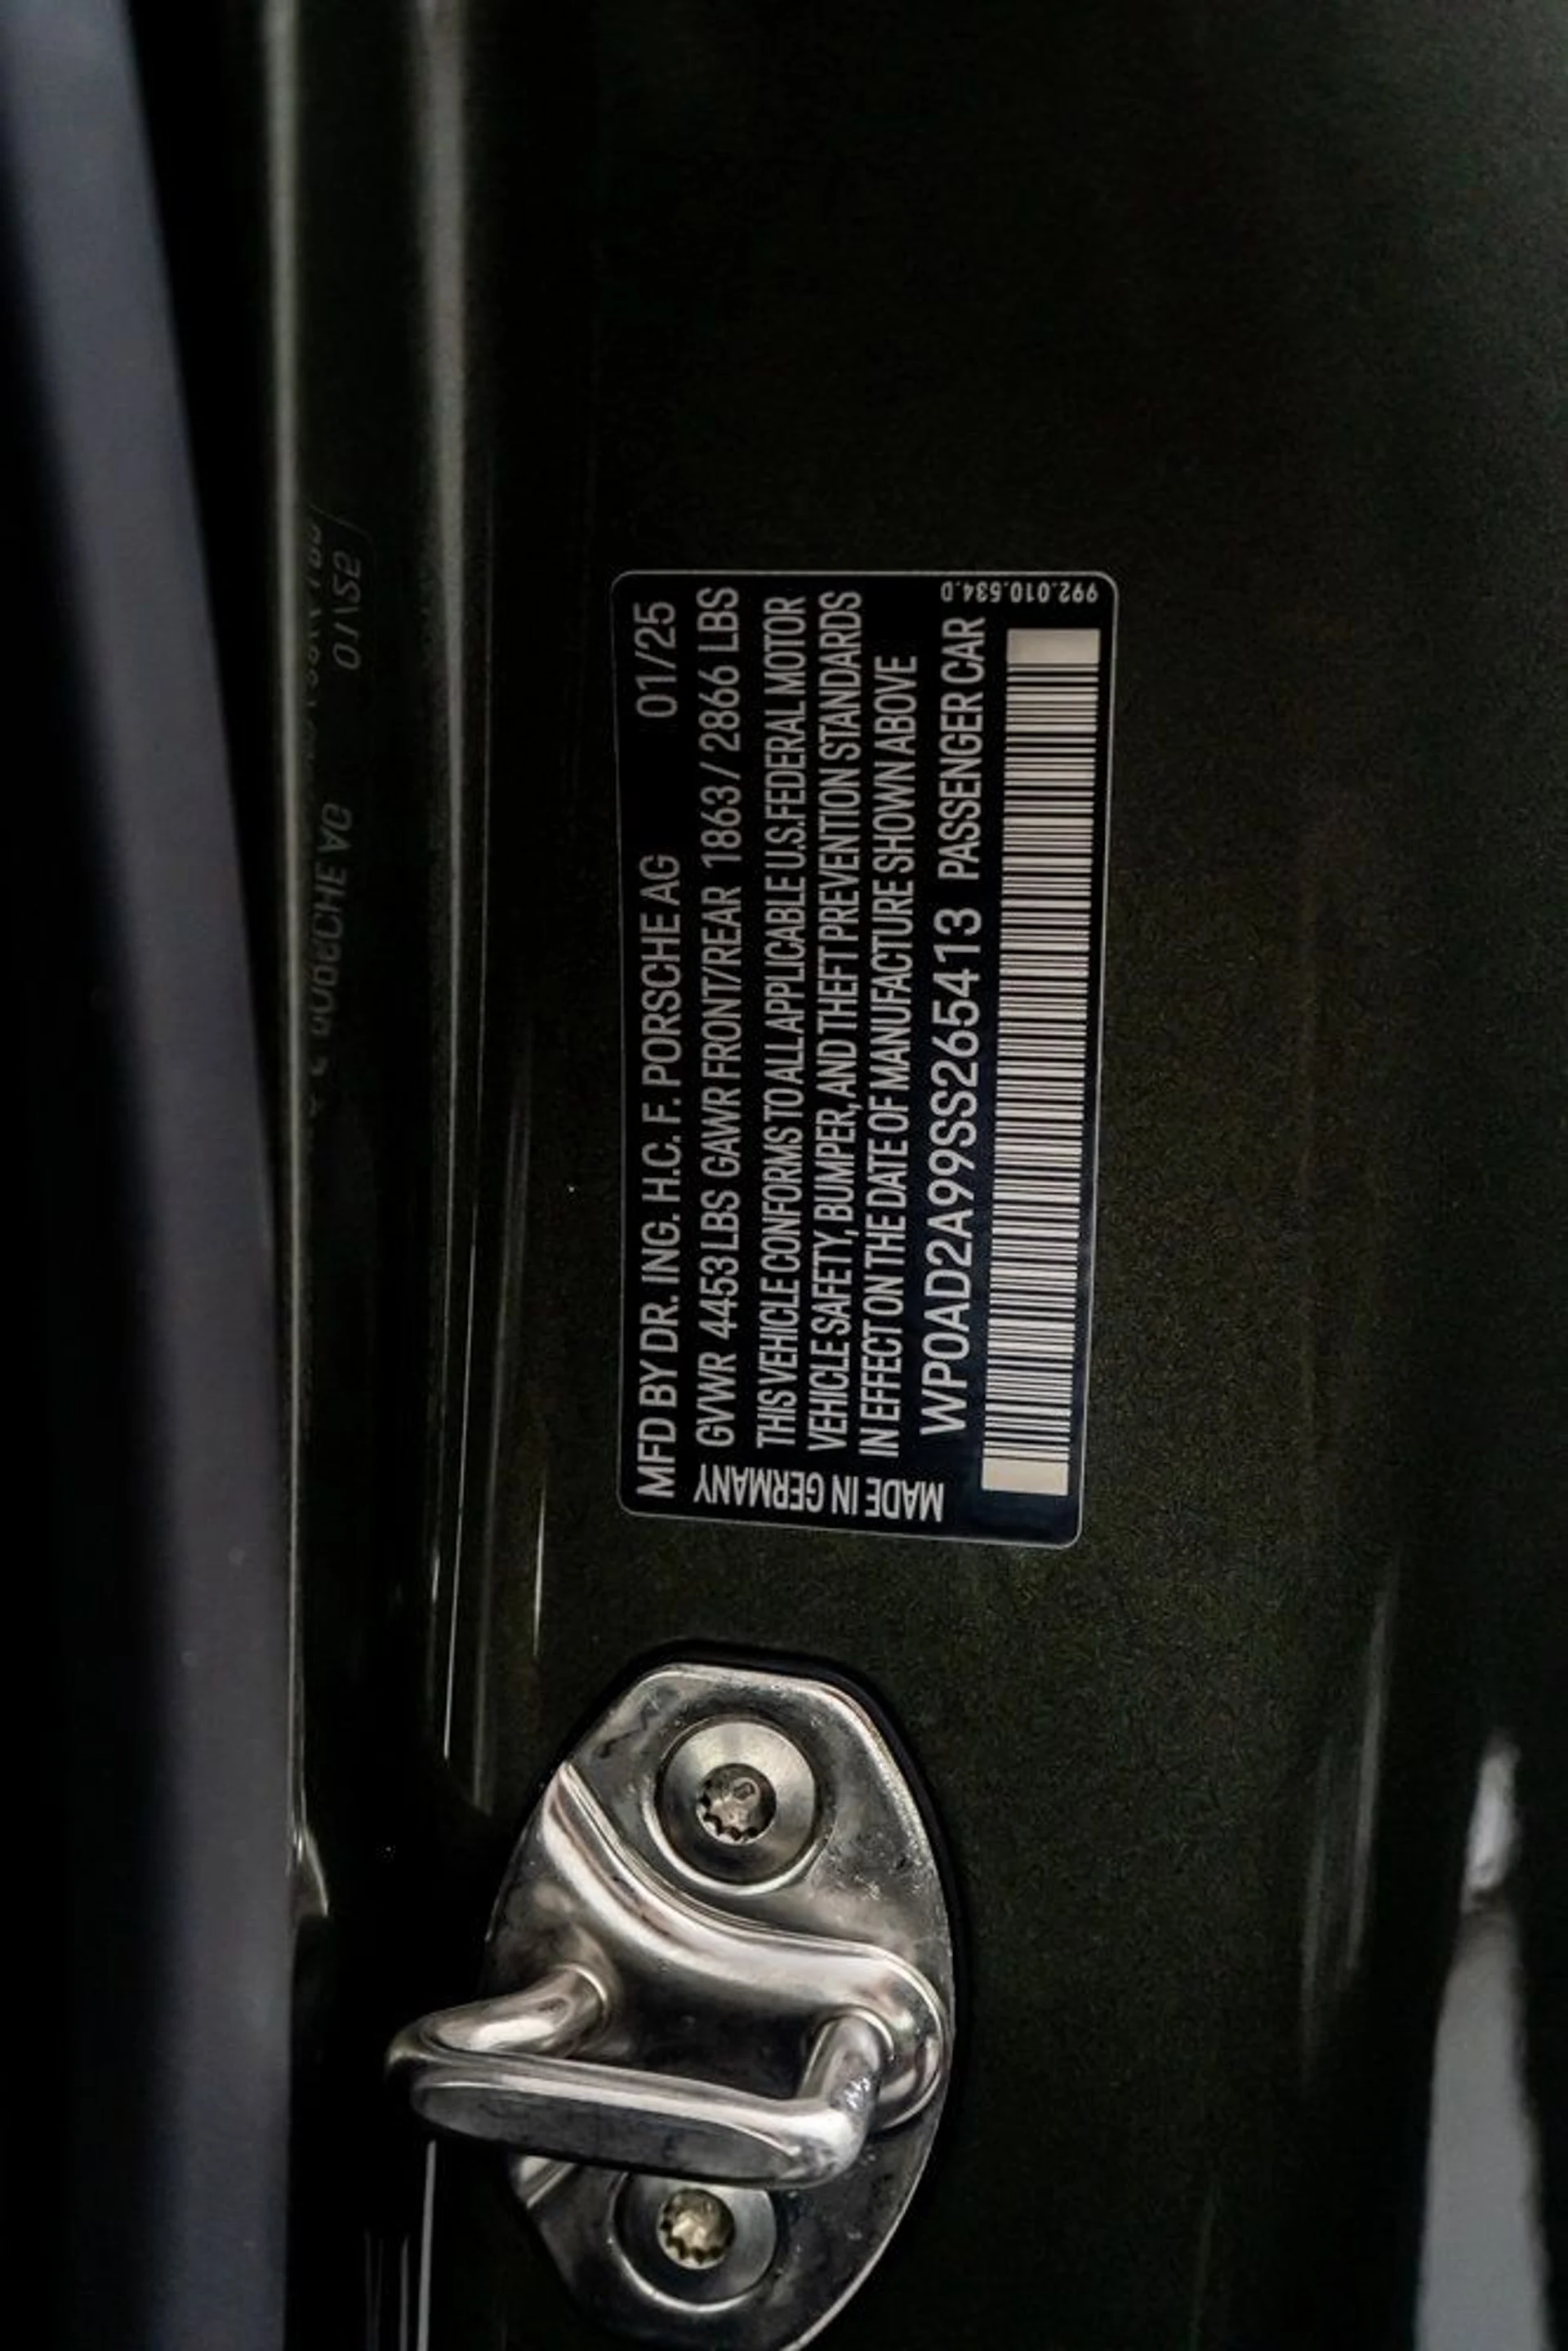 MFD BY DR. ING. H.C. F. PORSCHE AG 01/25
GVWR 4453 LBS GAWR FRONT/REAR 1863 / 2866 LBS
THIS VEHICLE CONFORMS TO ALL APPLICABLE U.S. FEDERAL MOTOR
VEHICLE SAFETY, BUMPER, AND THEFT PREVENTION STANDARDS
IN EFFECT ON THE DATE OF MANUFACTURE SHOWN ABOVE
WP0AD2A99SS265413 PASSENGER CAR
MADE IN GERMANY
992.010.534.D